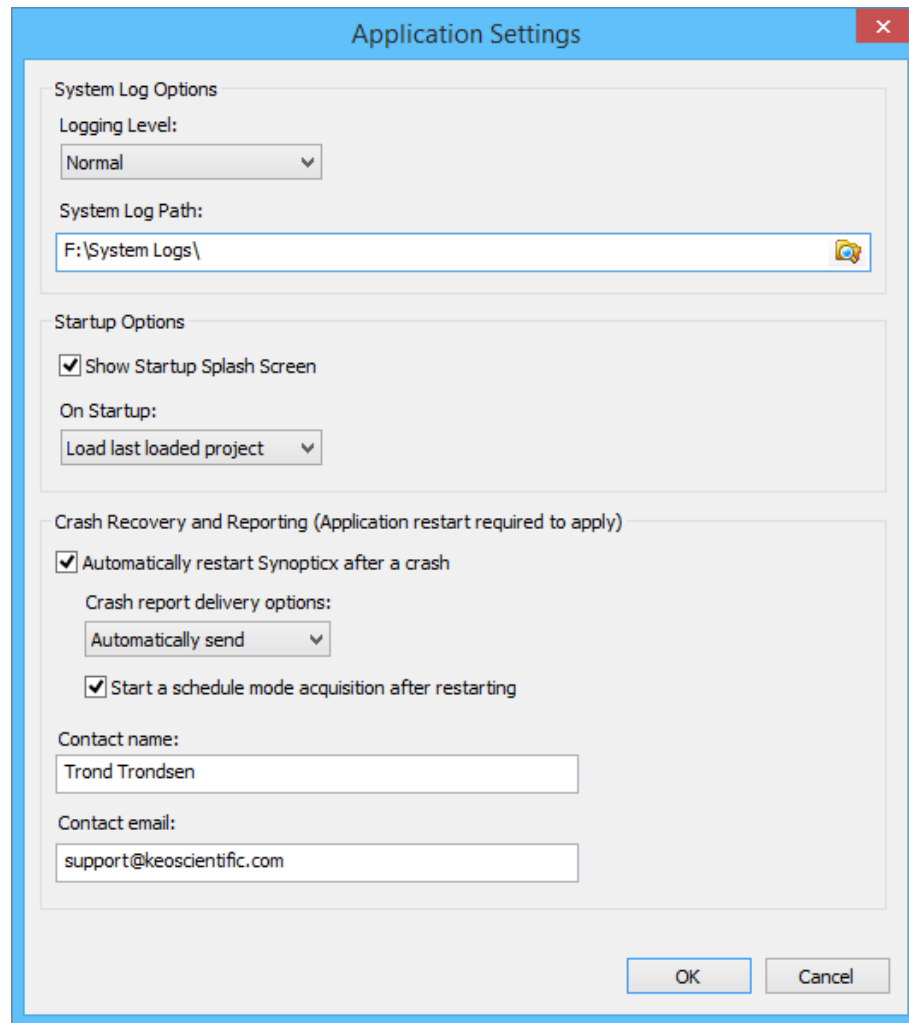 Application Settings
System Log Options
Logging Level:
Normal
System Log Path:
F:\System Logs\
Startup Options
Show Startup Splash Screen
On Startup:
Load last loaded project
Crash Recovery and Reporting (Application restart required to apply)
Automatically restart Synopticx after a crash
Crash report delivery options:
Automatically send
Start a schedule mode acquisition after restarting
Contact name:
Trond Trondsen
Contact email:
support@keoscientific.com
OK Cancel